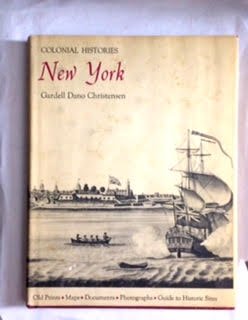 COLONIAL HISTORIES
New York
Gardell Dano Christensen
Old Prints • Maps • Documents • Photographs • Guide to Historic Sites